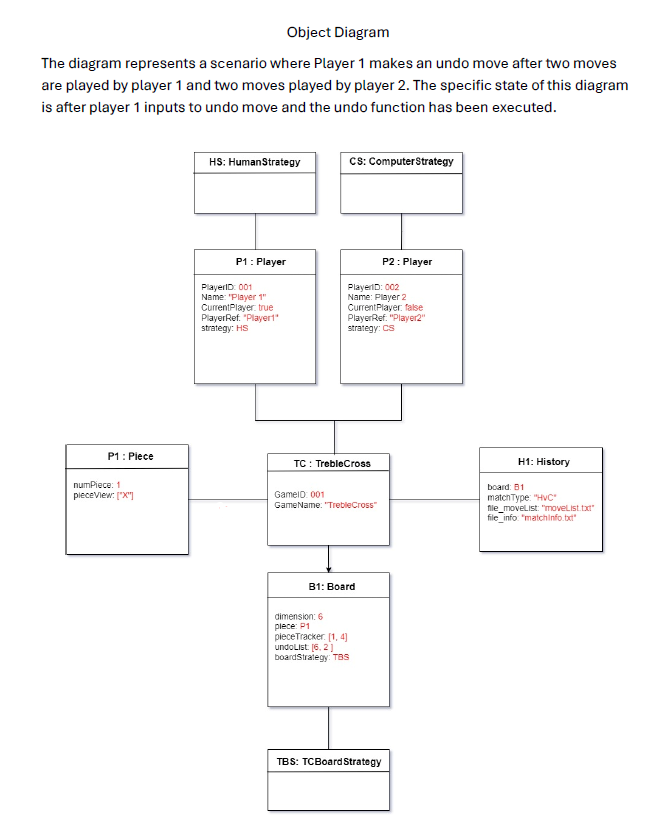 Object Diagram
The diagram represents a scenario where Player 1 makes an undo move after two moves
are played by player 1 and two moves played by player 2. The specific state of this diagram
is after player 1 inputs to undo move and the undo function has been executed.
HS: HumanStrategy
CS: ComputerStrategy
P1 : Player
PlayerID: 001
Name: "Player 1"
CurrentPlayer: true
PlayerRef: "Player1"
strategy: HS
P2 : Player
PlayerID: 002
Name: Player 2
CurrentPlayer: false
PlayerRef: "Player2"
strategy: CS
P1 : Piece
numPiece: 1
pieceView: ["X"]
TC : TrebleCross
GameID: 001
GameName: "TrebleCross"
H1: History
board: B1
matchType: "HvC"
file_moveList: "moveList.txt"
file_info: "matchInfo.txt"
B1: Board
dimension: 6
piece: P1
pieceTracker: [1, 4]
undoList: [6, 2 ]
boardStrategy: TBS
TBS: TCBoardStrategy